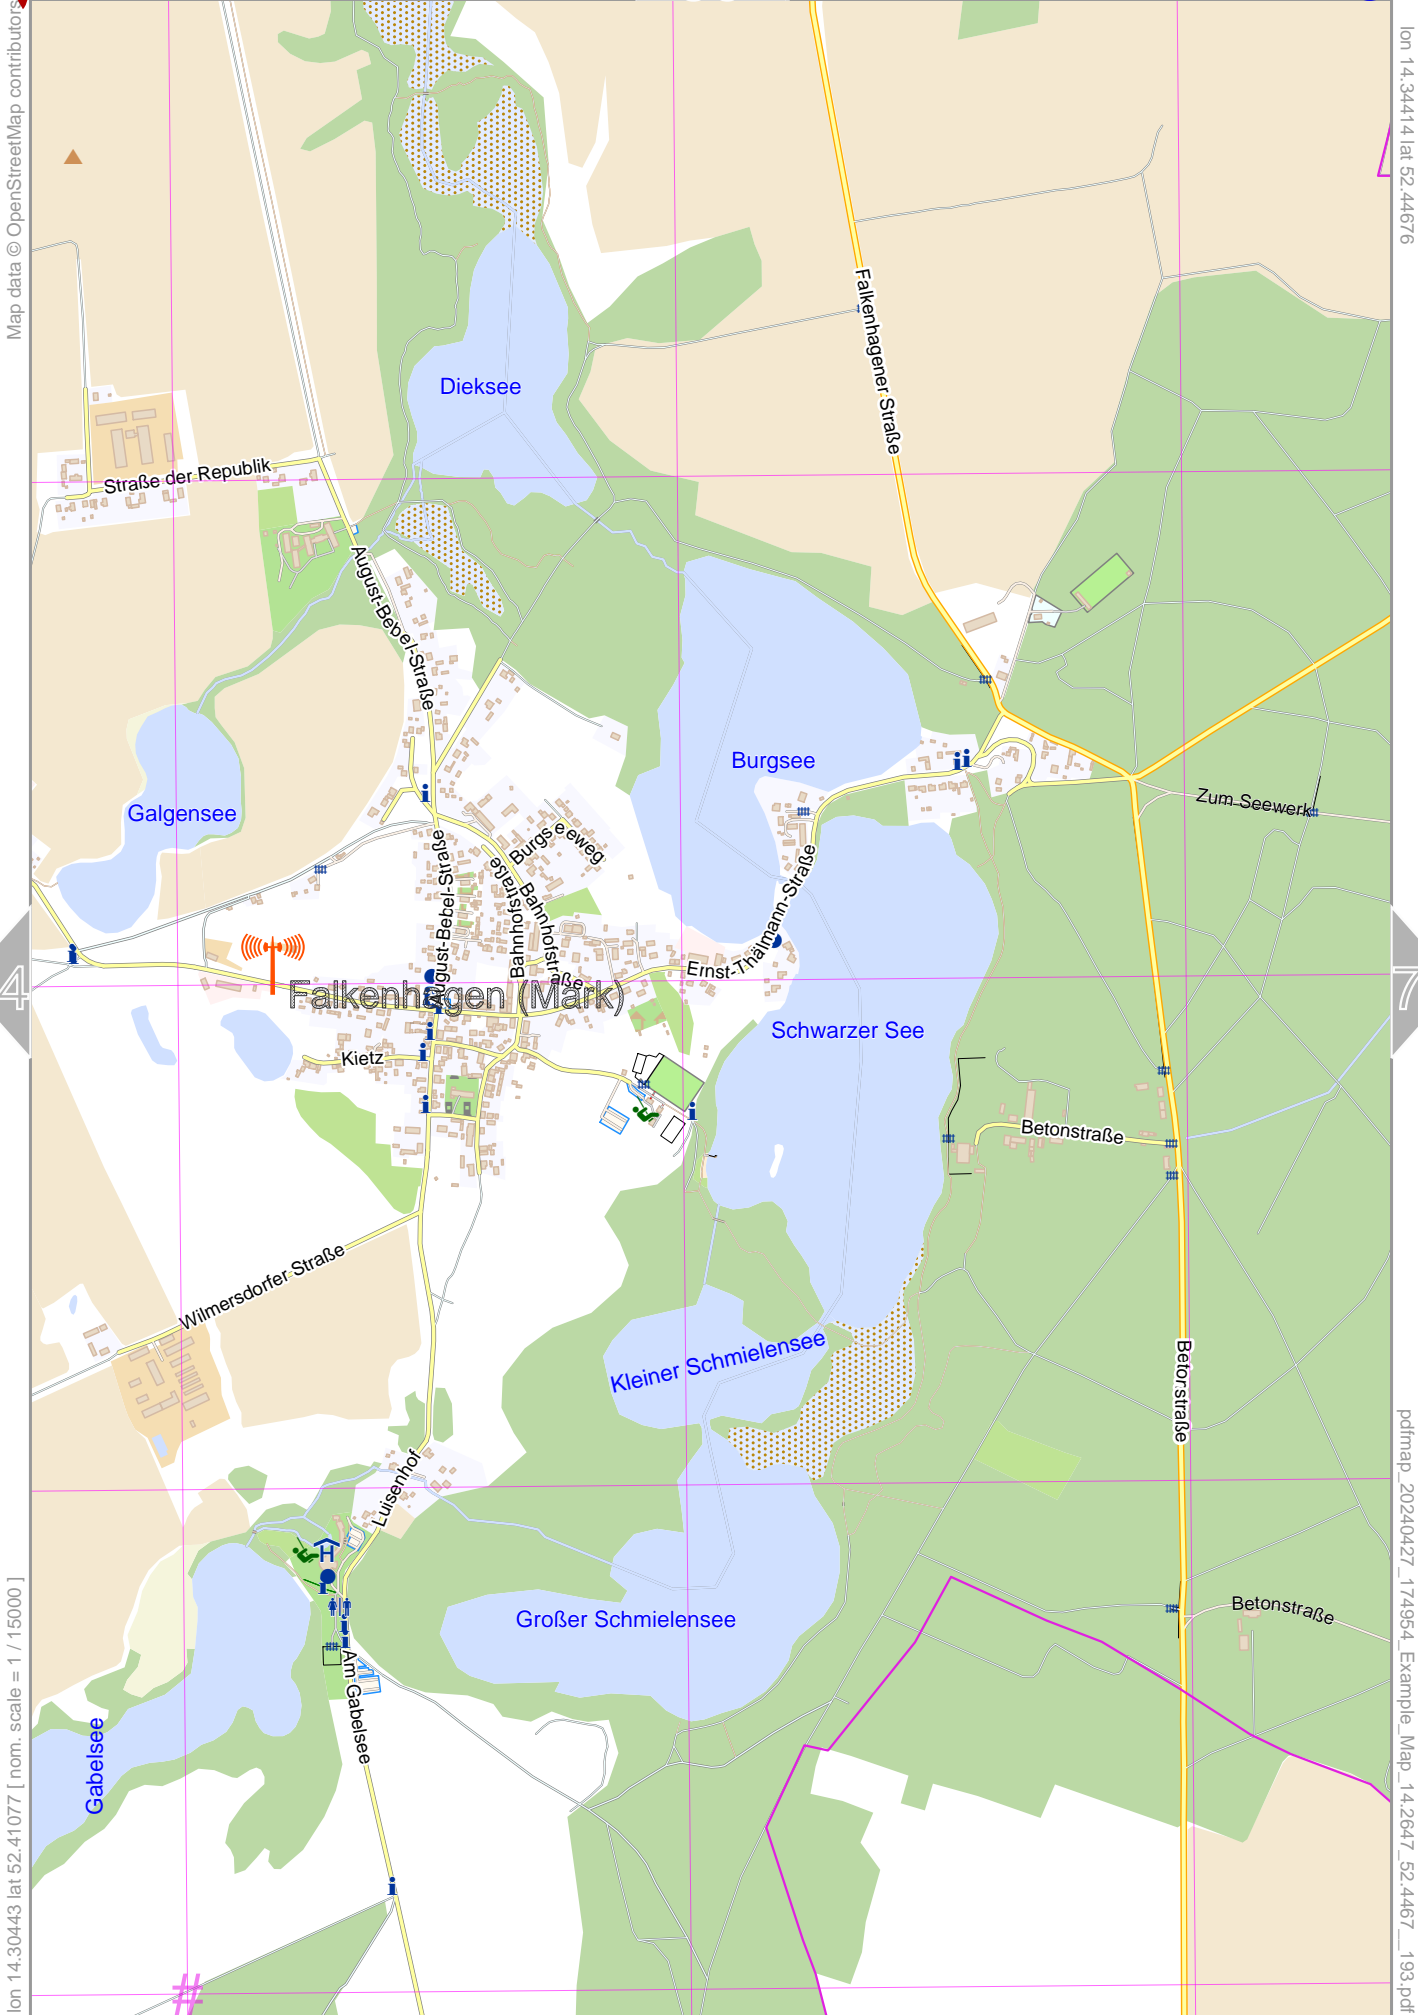 Map data © OpenStreetMap contributors
lon 14.34414 lat 52.44676
Falkenhagener Straße
Dieksee
Straße der Republik
August-Bebel-Straße
Burgsee
Galgensee
Zum Seewerk
Burgseeweg
August-Bebel-Straße
Bahnhofstraße
Bahnhofstraße
Ernst-Thälmann-Straße
4
7
Falkenhagen (Mark)
Schwarzer See
Kietz
Betonstraße
Wilmersdorfer Straße
Kleiner Schmielensee
Betonstraße
Luisenhof
H
Großer Schmielensee
Betonstraße
Am Gabelsee
Gabelsee
#
lon 14.30443 lat 52.41077 [ nom. scale = 1 / 15000 ]
pdfmap_20240427_174954_Example_Map_14.2647_52.4467__193.pdf